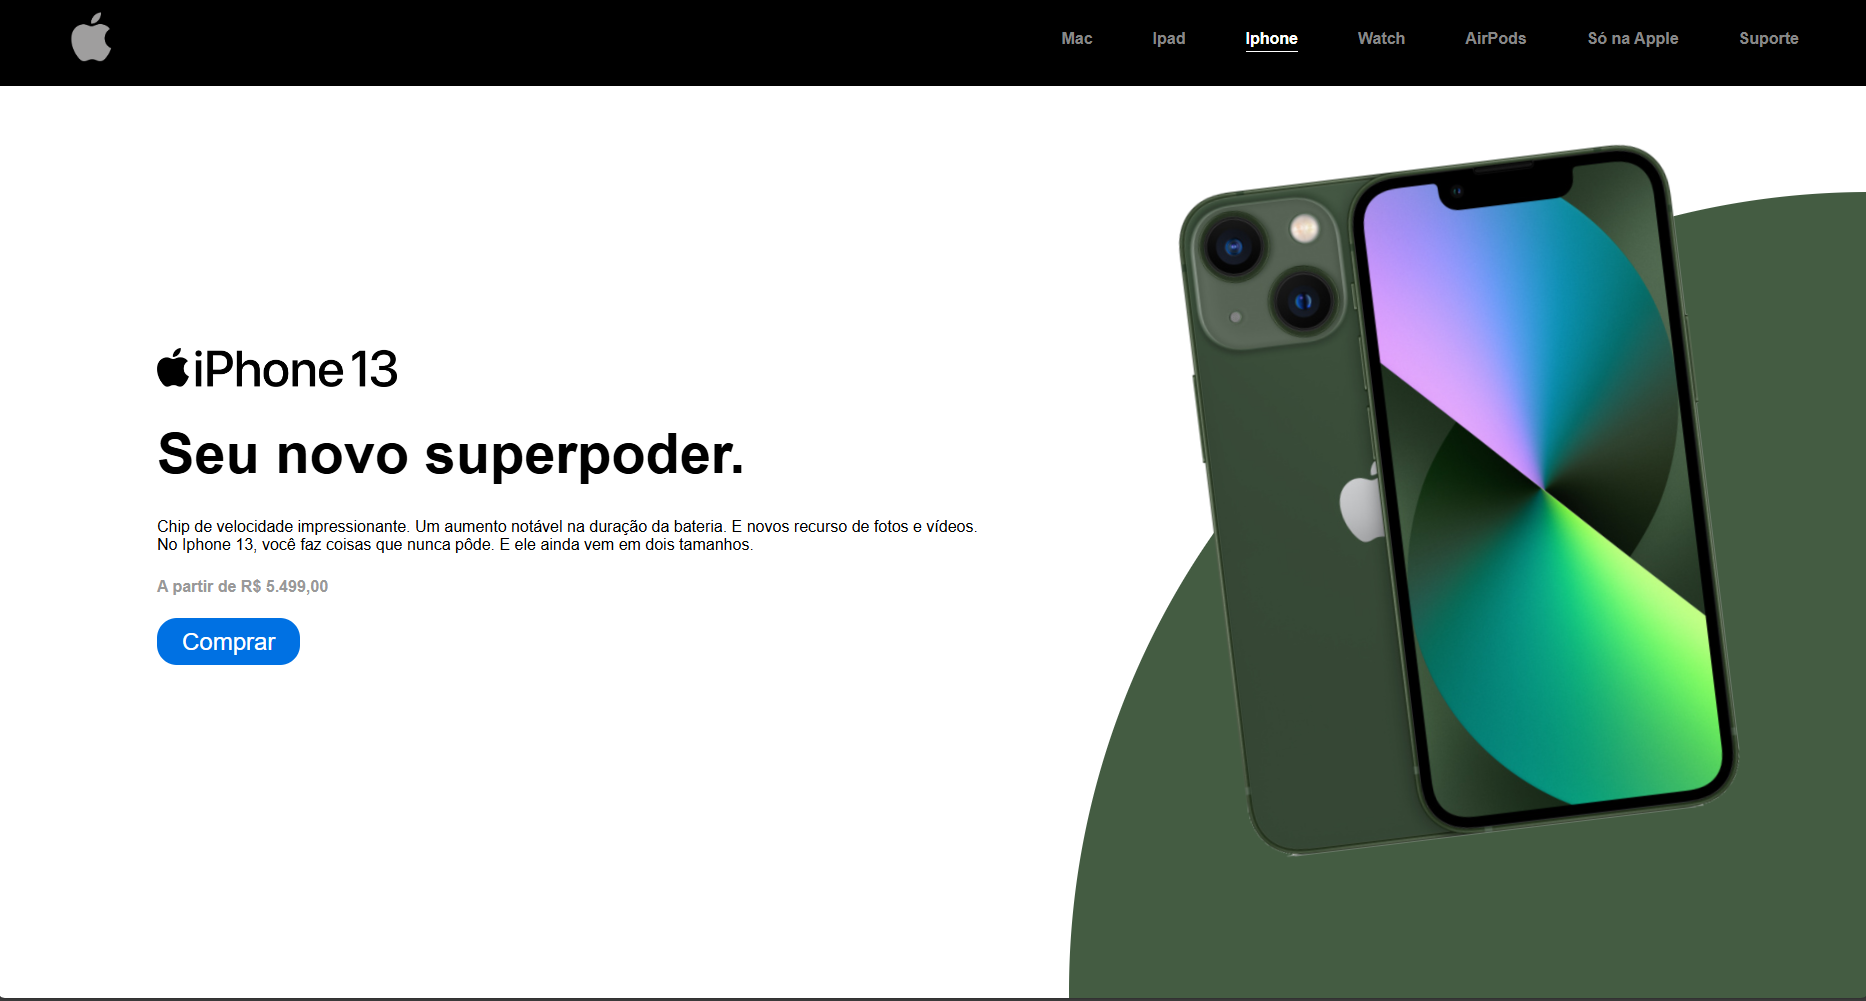 Mac
Ipad
Iphone
Watch
AirPods
Só na Apple
Suporte
iPhone 13
Seu novo superpoder.
Chip de velocidade impressionante. Um aumento notável na duração da bateria. E novos recurso de fotos e vídeos.
No Iphone 13, você faz coisas que nunca pôde. E ele ainda vem em dois tamanhos.
A partir de R$ 5.499,00
Comprar